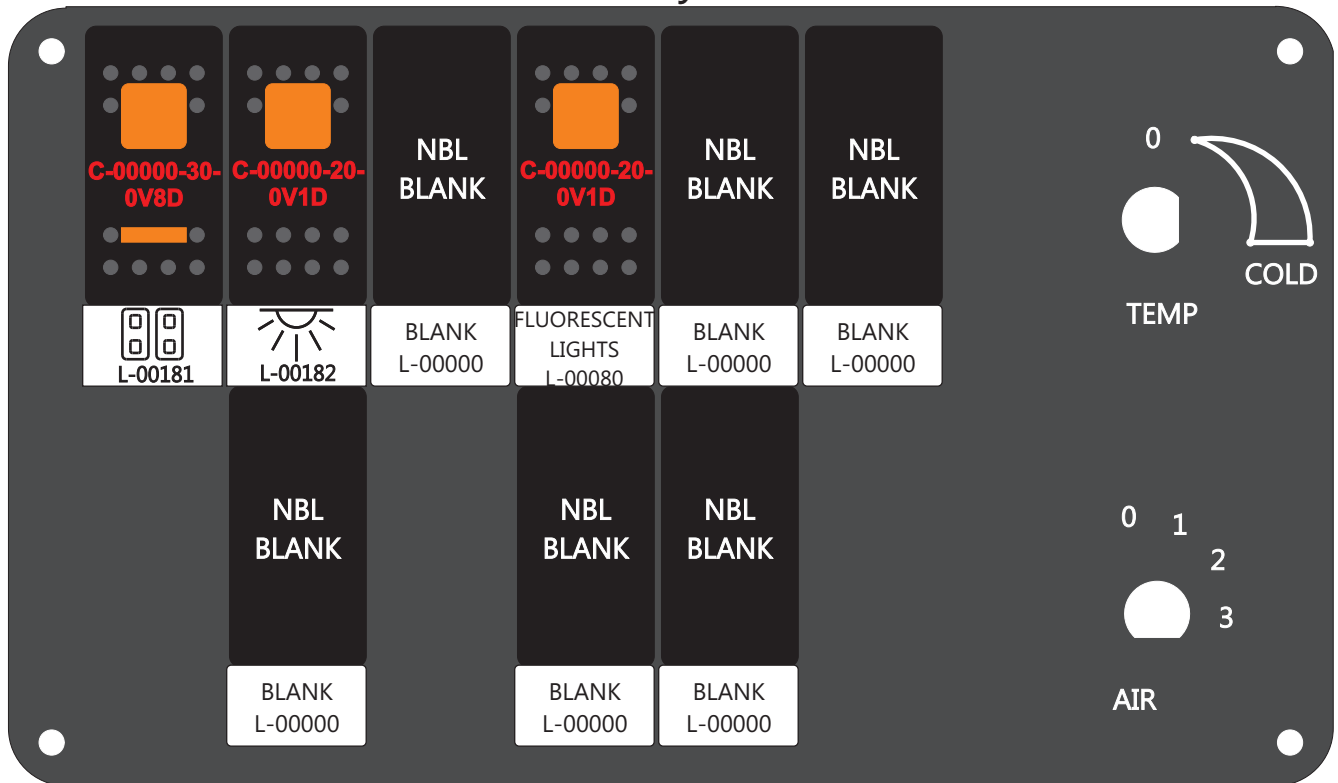 C-00000-30-
0V8D
L-00181
C-00000-20-
0V1D
L-00182
NBL
BLANK
BLANK
L-00000
C-00000-20-
0V1D
FLUORESCENT
LIGHTS
L-00080
NBL
BLANK
BLANK
L-00000
NBL
BLANK
BLANK
L-00000
0
COLD
TEMP
NBL
BLANK
BLANK
L-00000
NBL
BLANK
BLANK
L-00000
NBL
BLANK
BLANK
L-00000
0
1
2
3
AIR